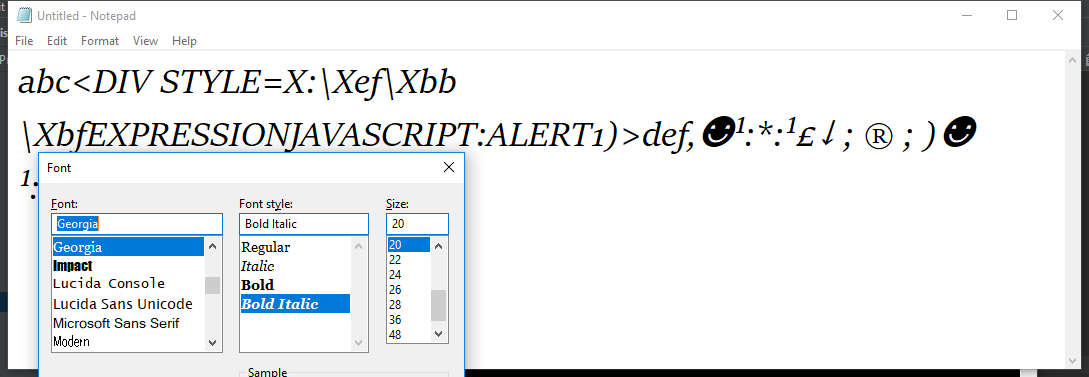 Untitled - Notepad
File Edit Format View Help
abc<DIV STYLE=X:\Xef\Xbb
\XbfEXPRESSIONJAVASCRIPT:ALERT1)>def,☻¹:*:¹£↓; ® ; )☻
Font
Font: Font style: Size:
Georgia Bold Italic 20
Georgia Regular 20
Impact Italic 22
Lucida Console Bold 24
Lucida Sans Unicode Bold Italic 26
Microsoft Sans Serif 28
Modern 36
48
Sample